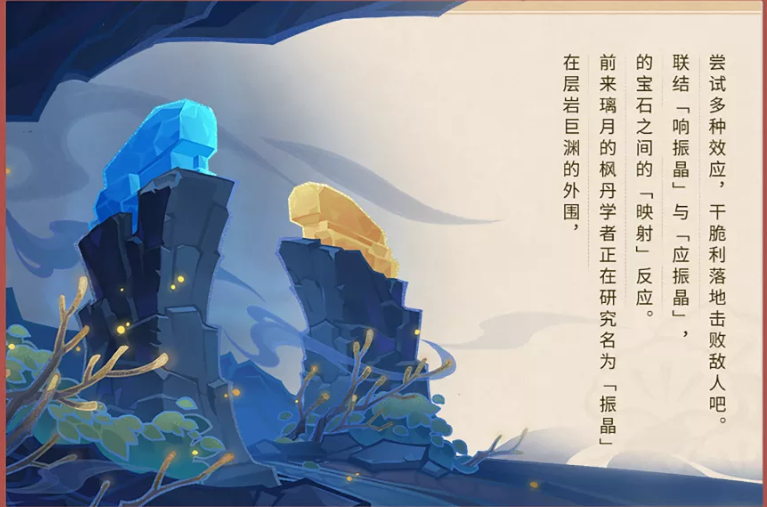 在层岩巨渊的外围，
前来璃月的枫丹学者正在研究名为「振晶」
的宝石之间的「映射」反应。
联结「响振晶」与「应振晶」，
尝试多种效应，干脆利落地击败敌人吧。